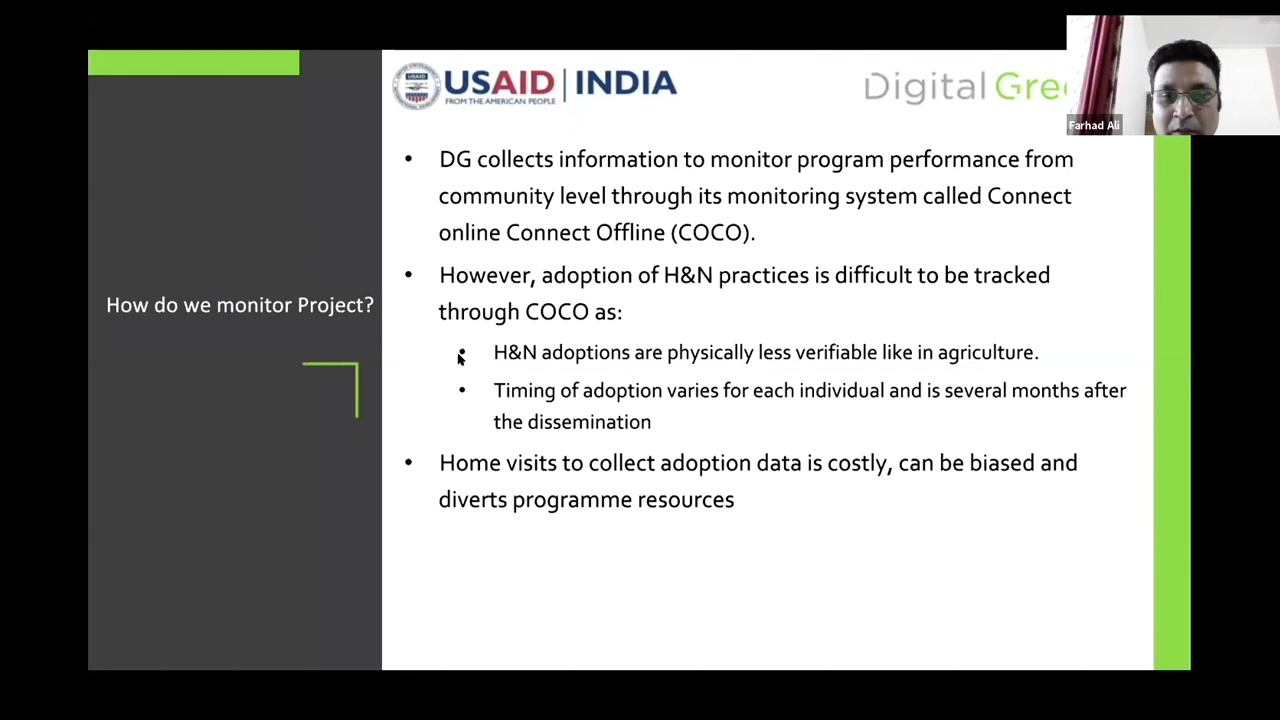 USAID | INDIA
FROM THE AMERICAN PEOPLE
Digital Gre
Farhad Ali
How do we monitor Project?
• DG collects information to monitor program performance from
community level through its monitoring system called Connect
online Connect Offline (COCO).
• However, adoption of H&N practices is difficult to be tracked
through COCO as:
• H&N adoptions are physically less verifiable like in agriculture.
• Timing of adoption varies for each individual and is several months after
the dissemination
• Home visits to collect adoption data is costly, can be biased and
diverts programme resources